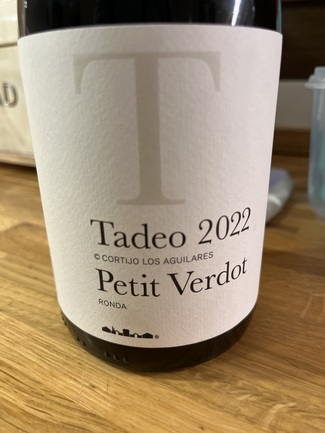 T
Tadeo 2022
© CORTIJO LOS AGUILARES
Petit Verdot
RONDA
®